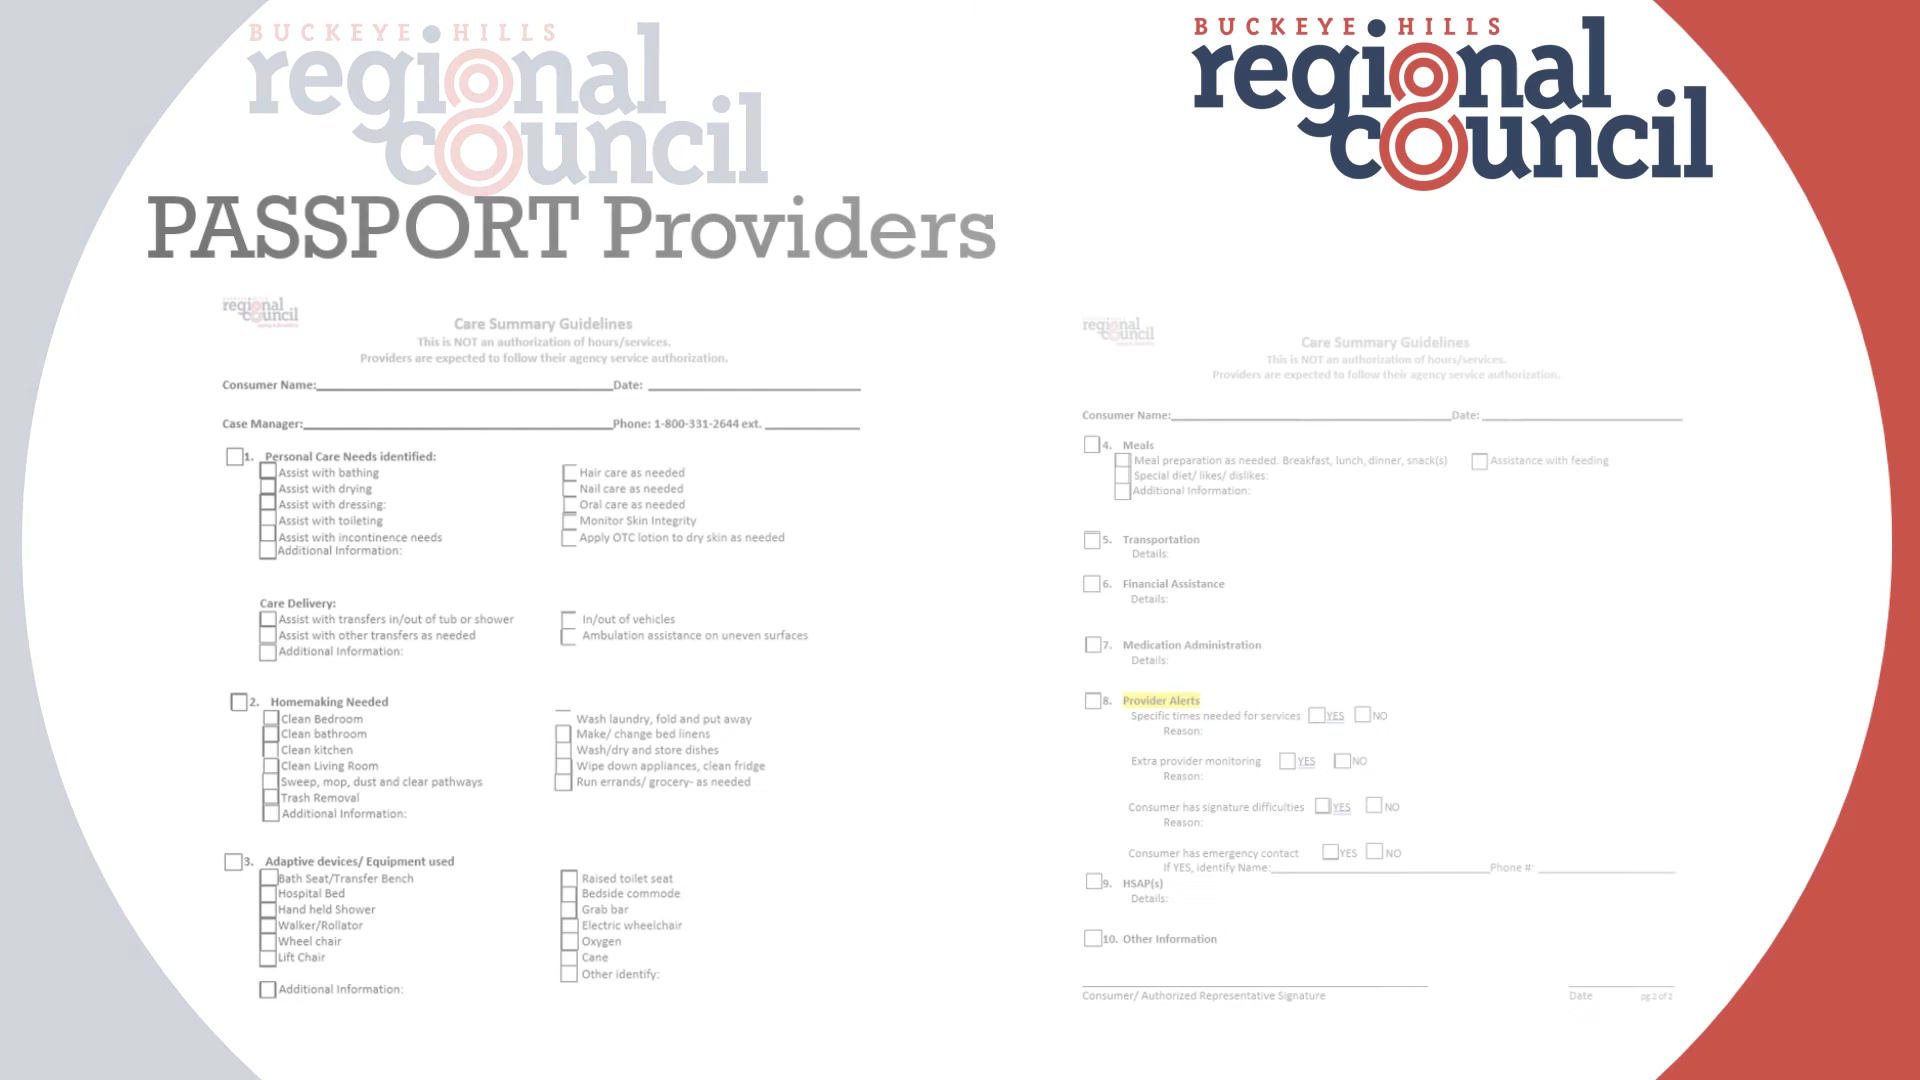 BUCKEYE HILLS
regional
council
BUCKEYE HILLS
regional
council
PASSPORT Providers
regional
council
Care Summary Guidelines
This is NOT an authorization of hours/services.
Providers are expected to follow their agency service authorization.
Consumer Name: Date:
Case Manager: Phone: 1-800-331-2644 ext.
1. Personal Care Needs identified:
Assist with bathing Hair care as needed
Assist with drying Nail care as needed
Assist with dressing: Oral care as needed
Assist with toileting Monitor Skin Integrity
Assist with incontinence needs Apply OTC lotion to dry skin as needed
Additional Information:
Care Delivery:
Assist with transfers in/out of tub or shower In/out of vehicles
Assist with other transfers as needed Ambulation assistance on uneven surfaces
Additional Information:
2. Homemaking Needed
Clean Bedroom Wash laundry, fold and put away
Clean bathroom Make/ change bed linens
Clean kitchen Wash/dry and store dishes
Clean Living Room Wipe down appliances, clean fridge
Sweep, mop, dust and clear pathways Run errands/ grocery- as needed
Trash Removal
Additional Information:
3. Adaptive devices/ Equipment used
Bath Seat/Transfer Bench Raised toilet seat
Hospital Bed Bedside commode
Hand held Shower Grab bar
Walker/Rollator Electric wheelchair
Wheel chair Oxygen
Lift Chair Cane
Other identify:
Additional Information:
regional
council
Care Summary Guidelines
This is NOT an authorization of hours/services.
Providers are expected to follow their agency service authorization.
Consumer Name: Date:
4. Meals
Meal preparation as needed. Breakfast, lunch, dinner, snack(s) Assistance with feeding
Special diet/ likes/ dislikes:
Additional Information:
5. Transportation
Details:
6. Financial Assistance
Details:
7. Medication Administration
Details:
8. Provider Alerts
Specific times needed for services YES NO
Reason:
Extra provider monitoring YES NO
Reason:
Consumer has signature difficulties YES NO
Reason:
Consumer has emergency contact YES NO
If YES, identify Name: Phone #:
9. HSAP(s)
Details:
10. Other Information
Consumer/ Authorized Representative Signature Date pg 2 of 2